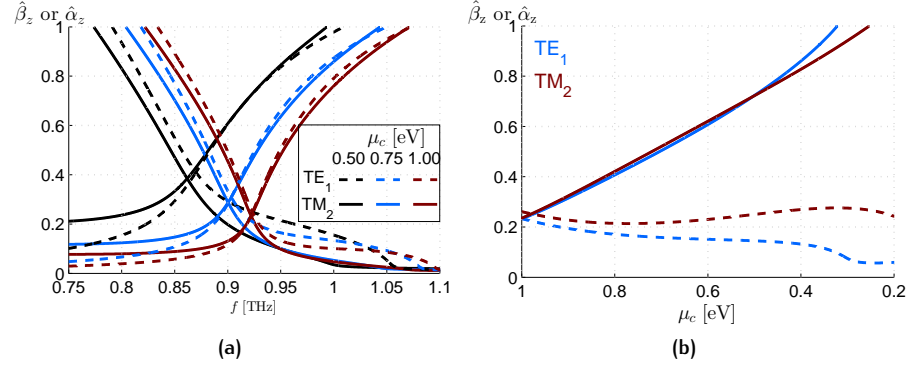 β̂z or α̂z
1
0.8
0.6
0.4
0.2
0
0.75 0.8 0.85 0.9 0.95 1 1.05 1.1
f [THz]
μc [eV]
0.50 0.75 1.00
TE1
TM2
(a)
β̂z or α̂z
1
TE1
0.8
TM2
0.6
0.4
0.2
0
1 0.8 0.6 0.4 0.2
μc [eV]
(b)